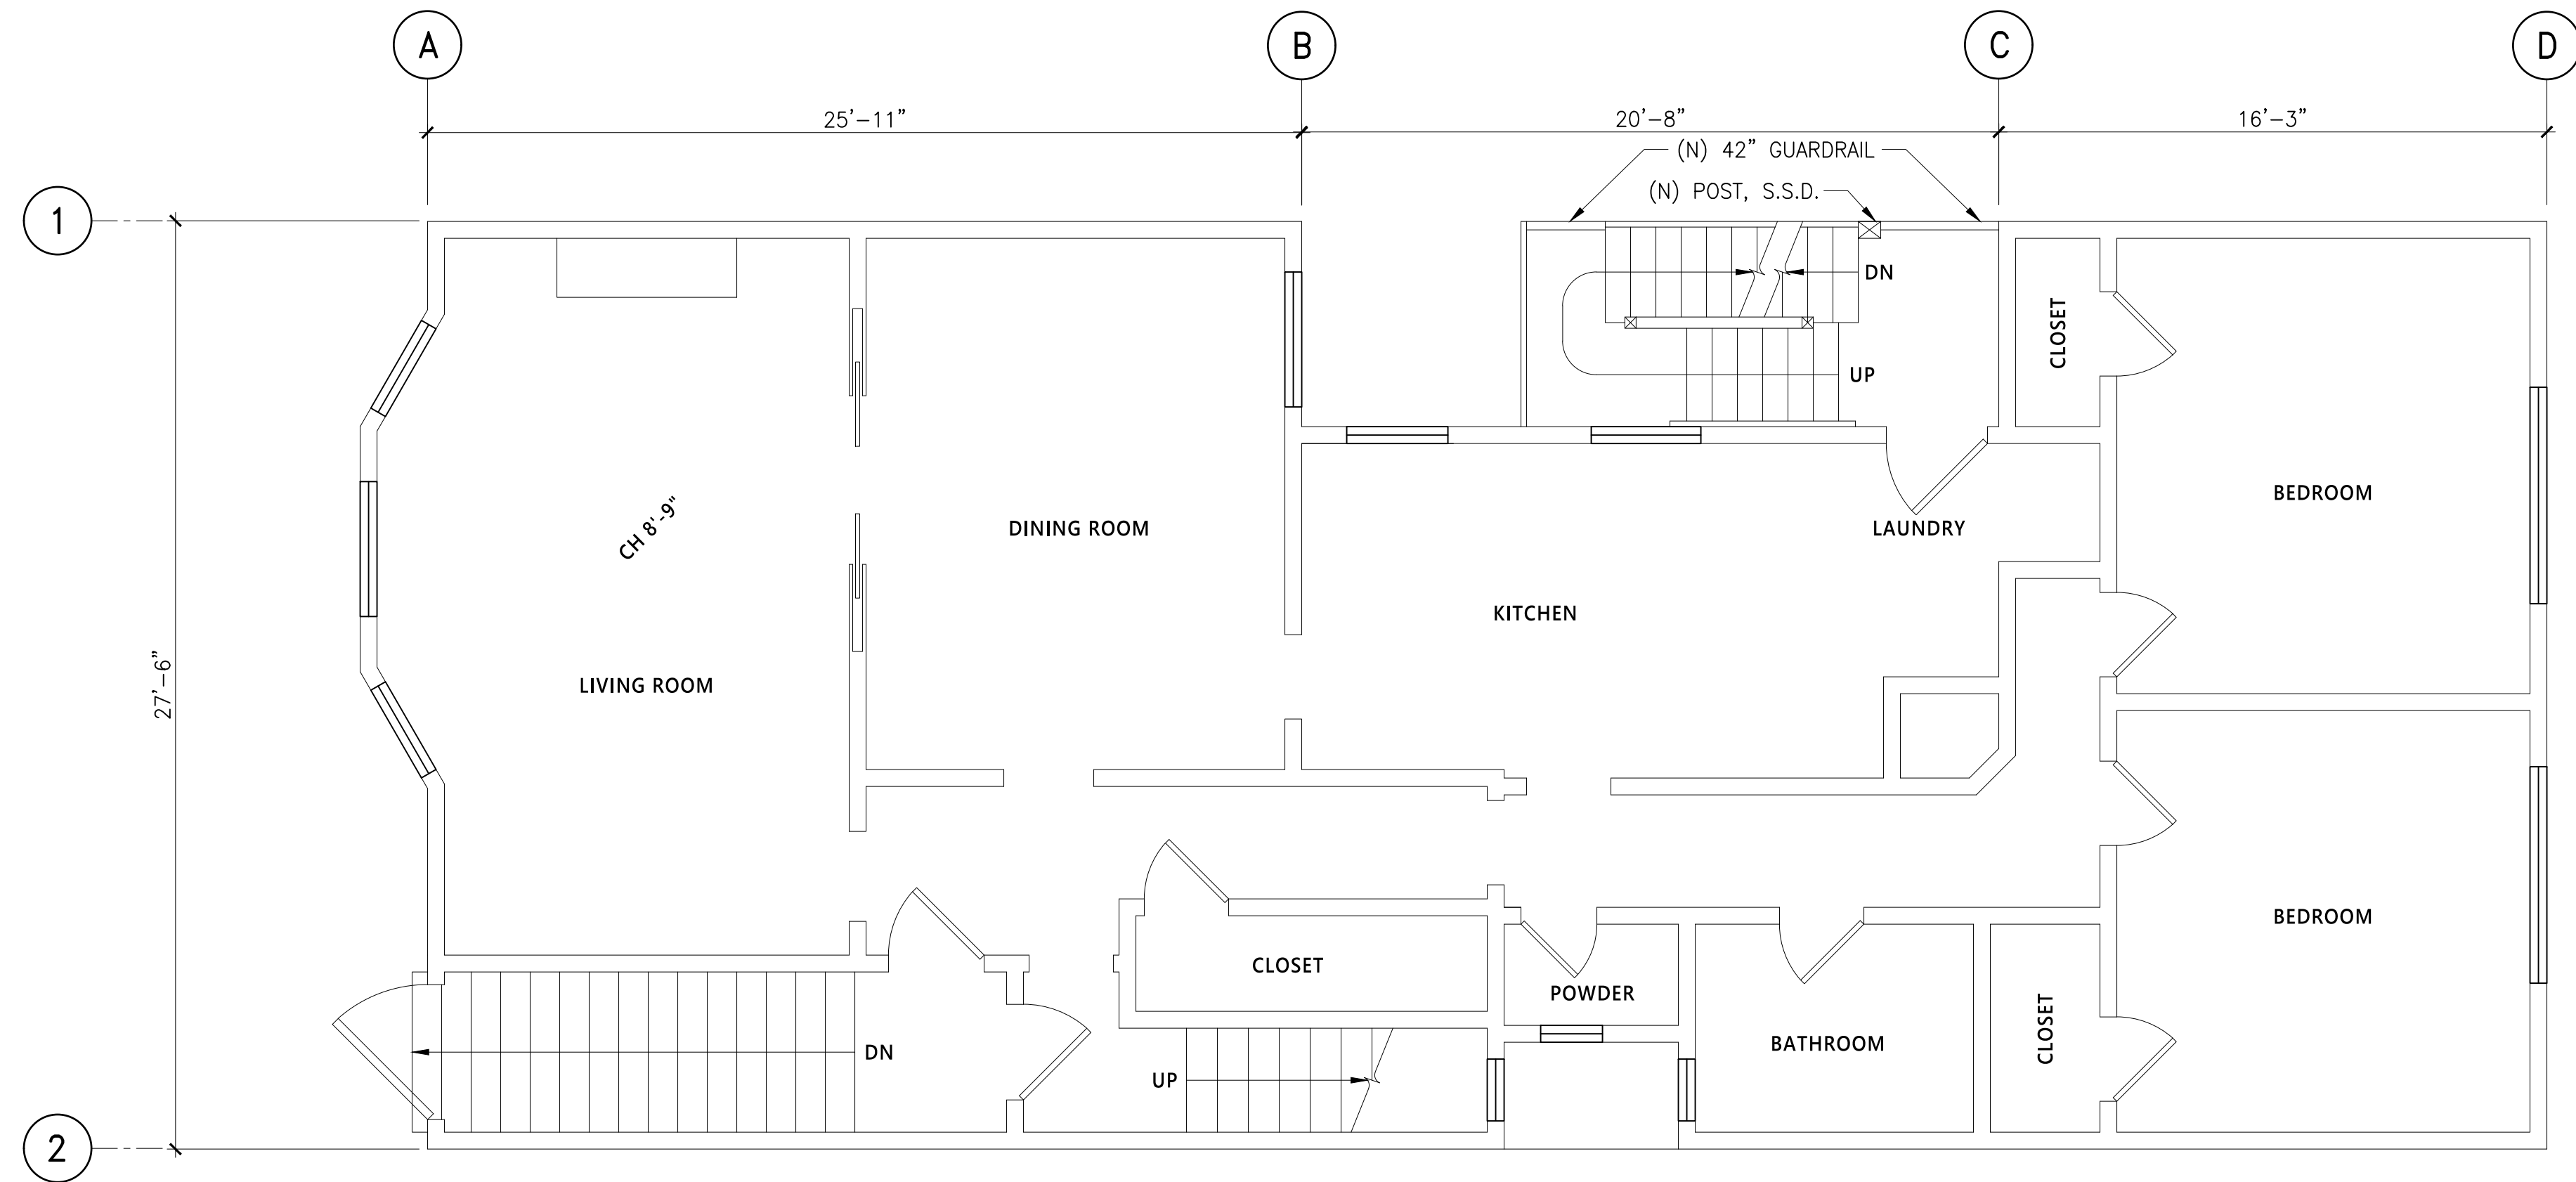 A
B
C
D
25'-11"
20'-8"
16'-3"
(N) 42" GUARDRAIL
(N) POST, S.S.D.
1
DN
CLOSET
UP
BEDROOM
CH 8'-9"
DINING ROOM
LAUNDRY
KITCHEN
27'-6"
LIVING ROOM
BEDROOM
CLOSET
POWDER
CLOSET
BATHROOM
DN
UP
2